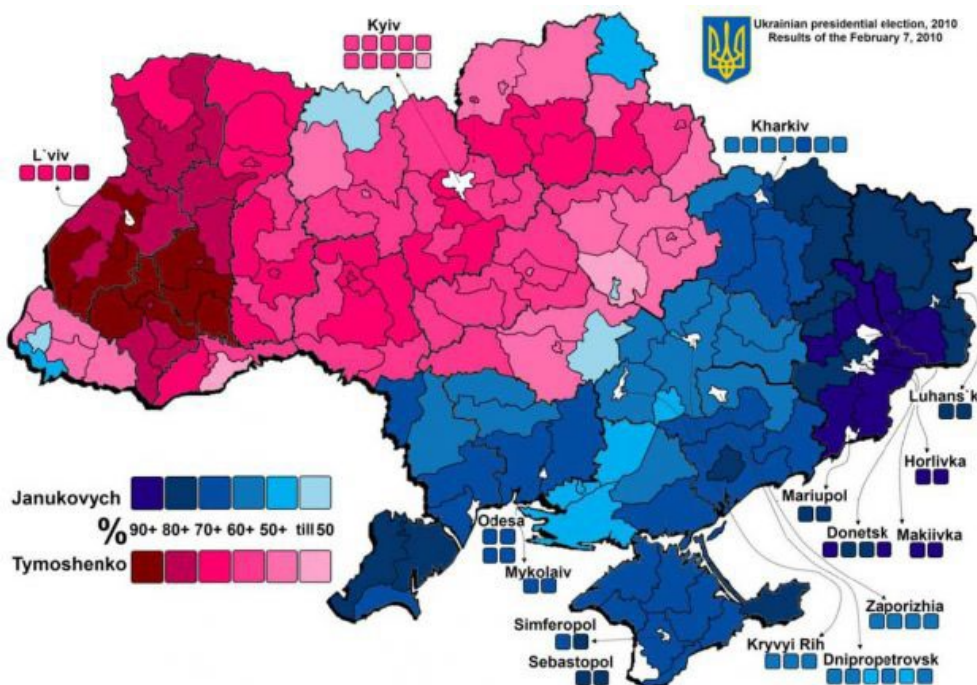 Ukrainian presidential election, 2010
Results of the February 7, 2010
Kyiv
Kharkiv
L`viv
Luhans`k
Horlivka
Mariupol
Donetsk
Makiivka
Janukovych
% 90+ 80+ 70+ 60+ 50+ till 50
Tymoshenko
Odesa
Mykolaiv
Zaporizhia
Simferopol
Kryvyi Rih
Dnipropetrovsk
Sebastopol